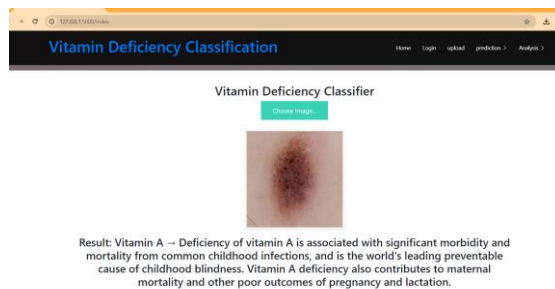 127.0.0.1:5000/index
Vitamin Deficiency Classification
Home Login upload prediction Analysis
Vitamin Deficiency Classifier
Choose Image...
Result: Vitamin A → Deficiency of vitamin A is associated with significant morbidity and
mortality from common childhood infections, and is the world's leading preventable
cause of childhood blindness. Vitamin A deficiency also contributes to maternal
mortality and other poor outcomes of pregnancy and lactation.